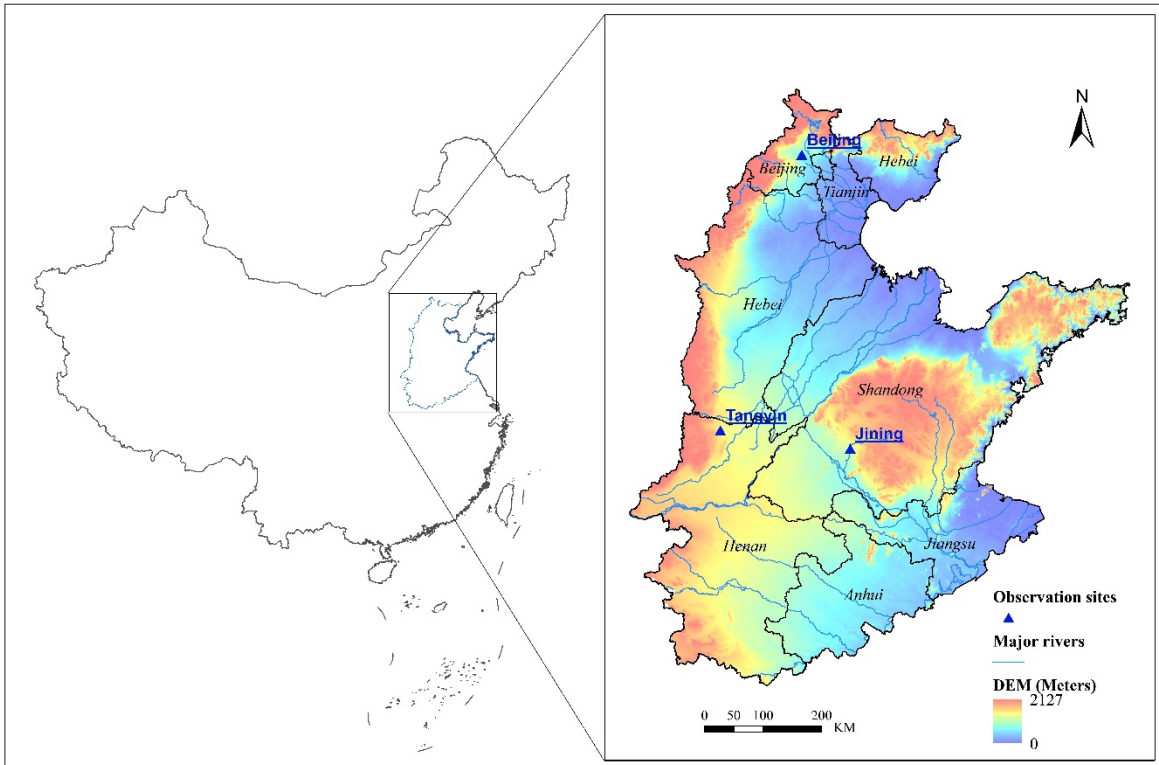 N
Beijing
Beijing
Hebei
Tianjin
Hebei
Shandong
Tangyin
Jining
Henan
Jiangsu
Anhui
Observation sites
Major rivers
DEM (Meters)
2127
0
0 50 100 200
KM